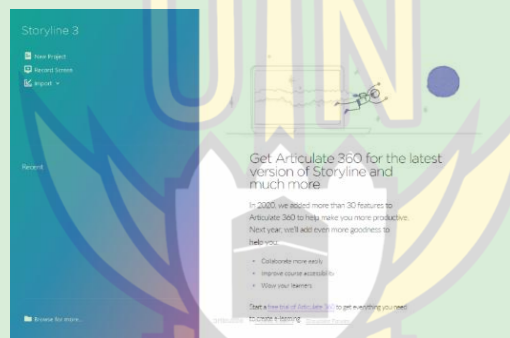 Storyline 3
New Project
Record Screen
Import
Recent
Browse for more...
UIN
Get Articulate 360 for the latest
version of Storyline and
much more
In 2020, we added more than 30 features to
Articulate 360 to help make you more productive.
Next year, we'll add even more goodness to
help you:
Collaborate more easily
Improve course accessibility
Wow your learners
Start a free trial of Articulate 360 to get everything you need
to create e-learning.